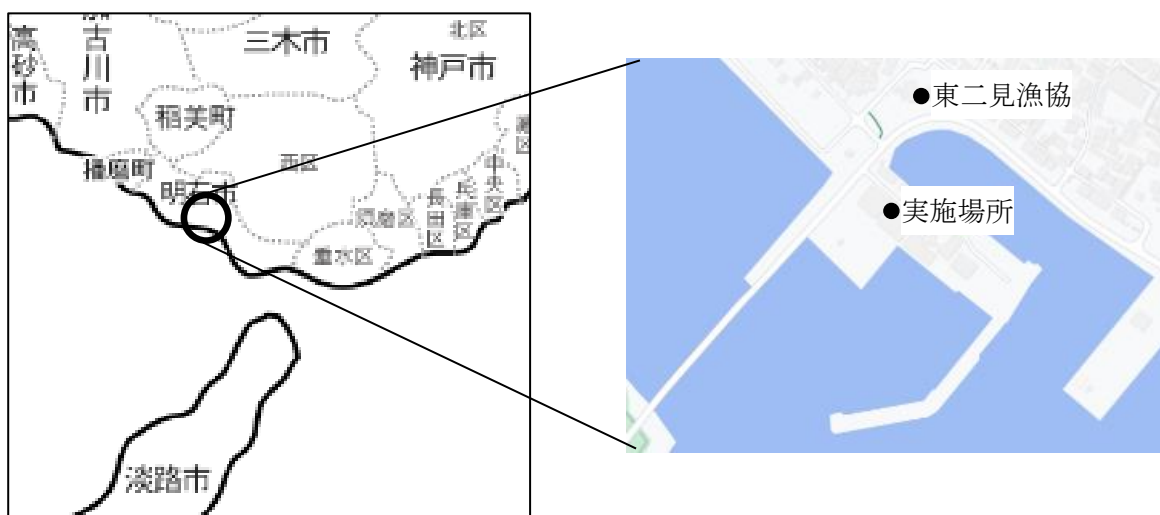 加古川市
高砂市
三木市
北区
神戸市
稲美町
播磨町
明石市
西区
灘区
中央区
兵庫区
長田区
須磨区
垂水区
淡路市
●東二見漁協
●実施場所